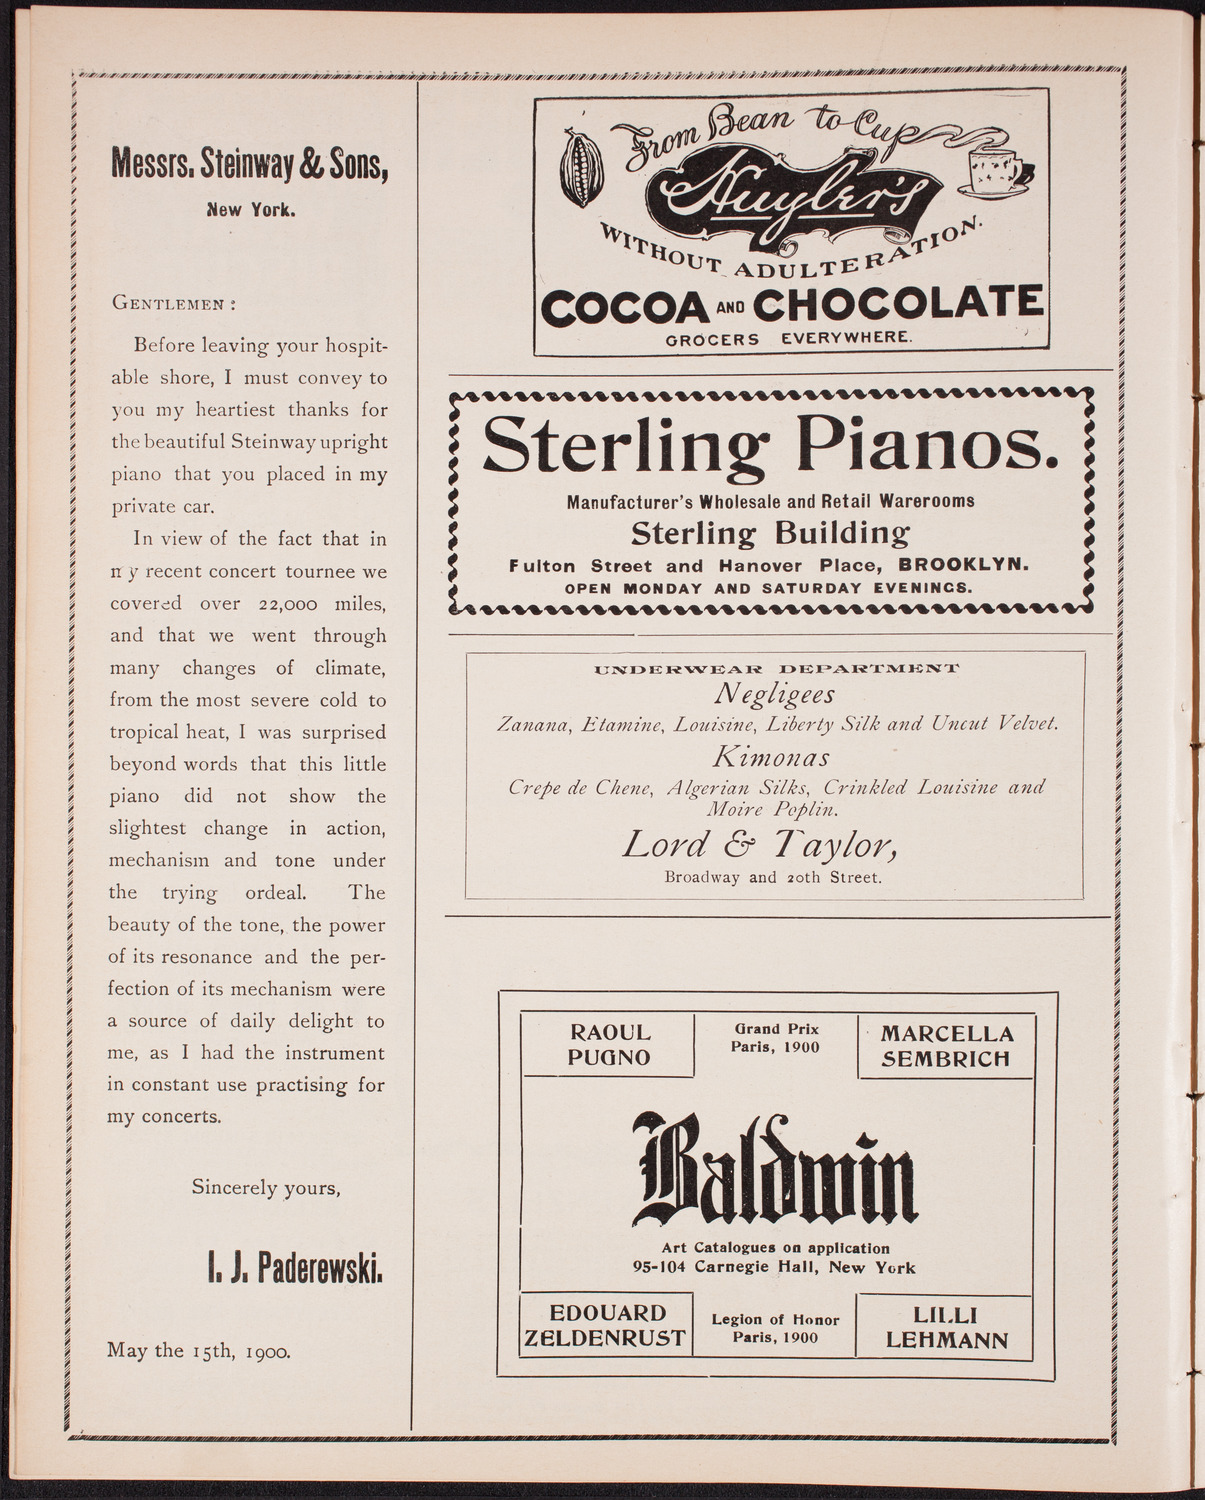 Messrs. Steinway & Sons,
New York.
GENTLEMEN :
Before leaving your hospit-
able shore, I must convey to
you my heartiest thanks for
the beautiful Steinway upright
piano that you placed in my
private car.
In view of the fact that in
my recent concert tournee we
covered over 22,000 miles,
and that we went through
many changes of climate,
from the most severe cold to
tropical heat, I was surprised
beyond words that this little
piano did not show the
slightest change in action,
mechanism and tone under
the trying ordeal. The
beauty of the tone, the power
of its resonance and the per-
fection of its mechanism were
a source of daily delight to
me, as I had the instrument
in constant use practising for
my concerts.
Sincerely yours,
I. J. Paderewski.
May the 15th, 1900.
From Bean to Cup
Huyler's
WITHOUT ADULTERATION.
COCOA AND CHOCOLATE
GROCERS EVERYWHERE.
Sterling Pianos.
Manufacturer's Wholesale and Retail Warerooms
Sterling Building
Fulton Street and Hanover Place, BROOKLYN.
OPEN MONDAY AND SATURDAY EVENINGS.
UNDERWEAR DEPARTMENT
Negligees
Zanana, Etamine, Louisine, Liberty Silk and Uncut Velvet.
Kimonas
Crepe de Chene, Algerian Silks, Crinkled Louisine and
Moire Poplin.
Lord & Taylor,
Broadway and 20th Street.
RAOUL
PUGNO
Grand Prix
Paris, 1900
MARCELLA
SEMBRICH
Baldwin
Art Catalogues on application
95-104 Carnegie Hall, New York
EDOUARD
ZELDENRUST
Legion of Honor
Paris, 1900
LILLI
LEHMANN